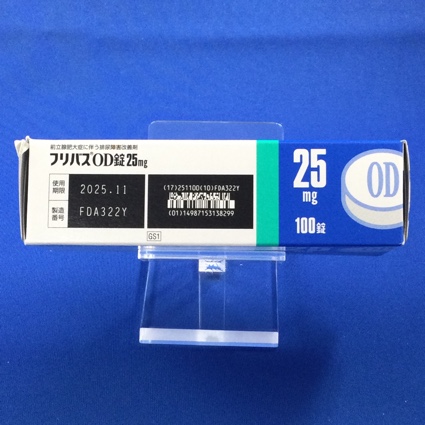 前立腺肥大症に伴う排尿障害改善剤
フリバスOD錠25mg
使用
期限
2025.11
製造
番号
FDA322Y
(17)251100(10)FDA322Y
(01)14987153138299
GS1
25
mg
100錠
OD